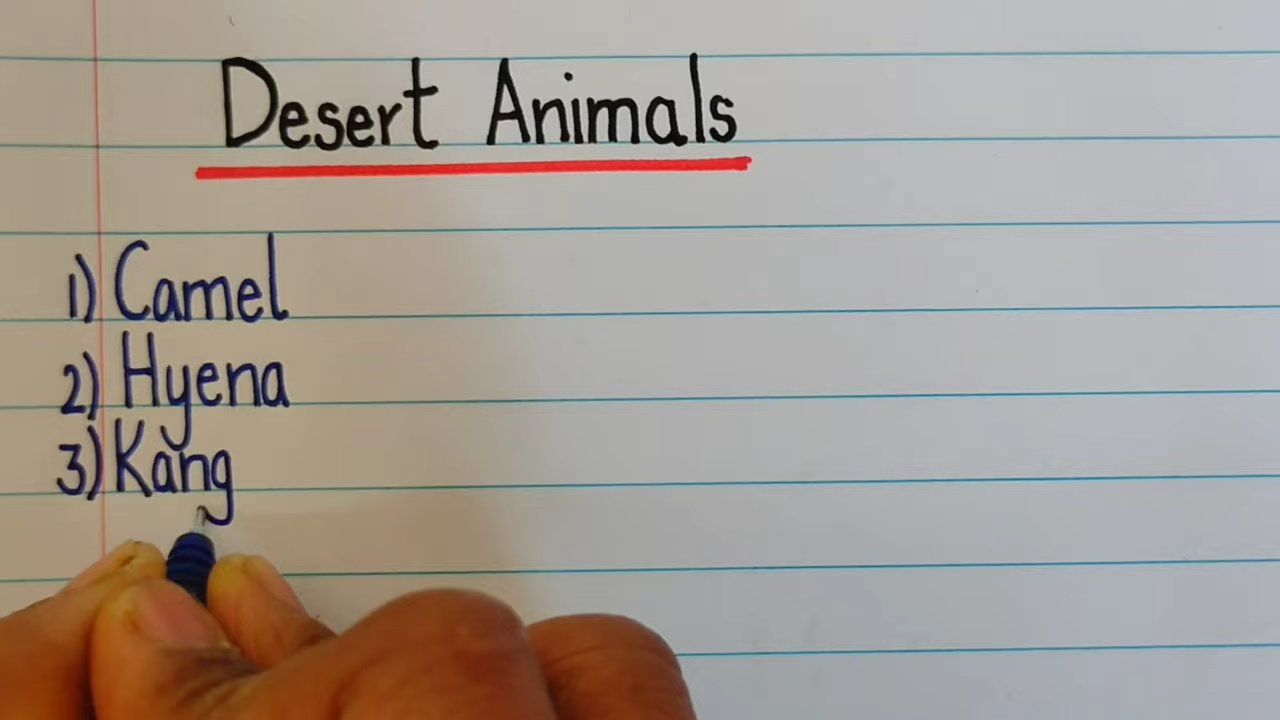 Desert Animals
1) Camel
2) Hyena
3) Kang